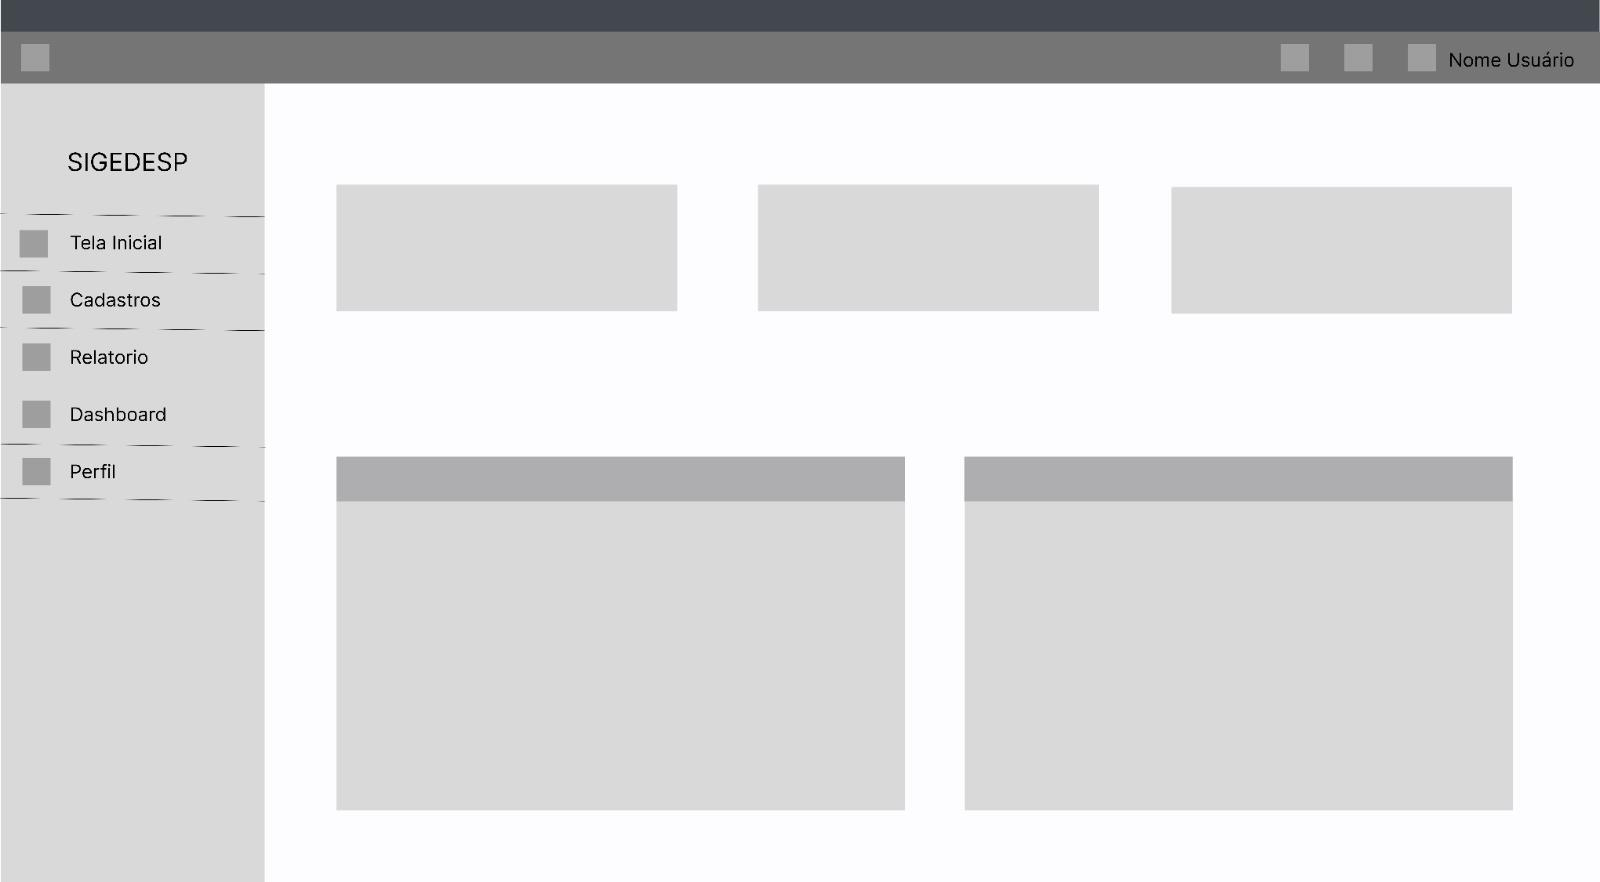 Nome Usuário
SIGEDESP
Tela Inicial
Cadastros
Relatorio
Dashboard
Perfil